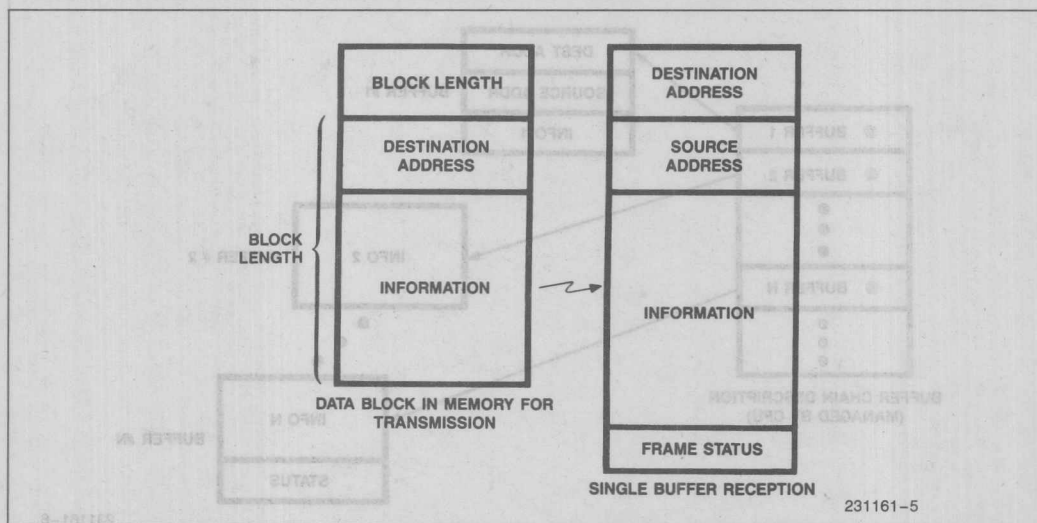 BLOCK LENGTH
DESTINATION
ADDRESS
INFORMATION
BLOCK
LENGTH
DATA BLOCK IN MEMORY FOR
TRANSMISSION
DESTINATION
ADDRESS
SOURCE
ADDRESS
INFORMATION
FRAME STATUS
SINGLE BUFFER RECEPTION
231161-5